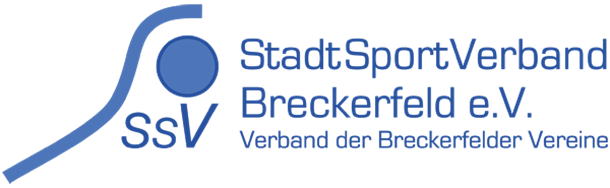 SsV
StadtSportVerband
Breckerfeld e.V.
Verband der Breckerfelder Vereine